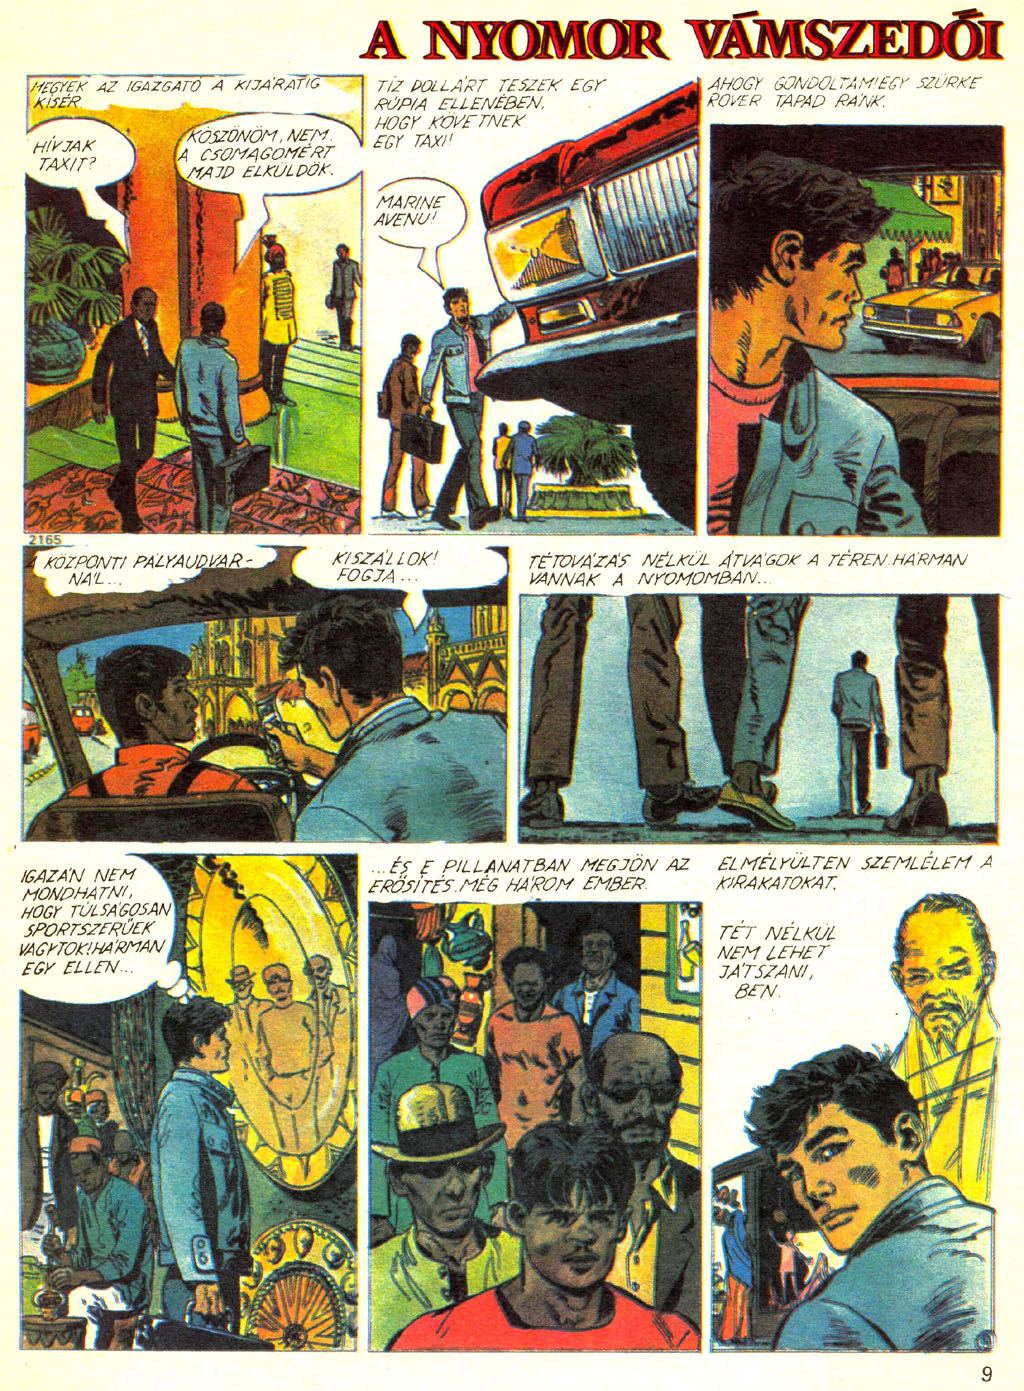 A NYOMOR VÁMSZEDŐI
MEGYEK AZ IGAZGATÓ A KIJÁRATIG
KISÉR
HÍVJAK
TAXIT?
KÖSZÖNÖM, NEM.
A CSOMAGOMÉRT
MAJD ELKÜLDÖK.
TÍZ DOLLÁRT TESZEK EGY
RÚPIA ELLENÉBEN,
HOGY KÖVETNEK.
EGY TAXI!
MARINE
AVENU!
AHOGY GONDOLTAM! EGY SZÜRKE
ROVER TAPAD RÁNK.
2165
A KÖZPONTI PÁLYAUDVAR-
NÁL...
KISZÁLLOK!
FOGJA...
TÉTOVÁZÁS NÉLKÜL ÁTVÁGOK A TÉREN. HÁRMAN
VANNAK A NYOMOMBAN...
IGAZÁN NEM
MONDHATNI,
HOGY TÚLSÁGOSAN
SPORTSZERŰEK
VAGYTOK! HÁRMAN
EGY ELLEN...
...ÉS E PILLANATBAN MEGJÖN AZ
ERŐSÍTÉS. MÉG HÁROM EMBER.
ELMÉLYÜLTEN SZEMLÉLEM A
KIRAKATOKAT.
TÉT NÉLKÜL
NEM LEHET
JÁTSZANI,
BEN.
9
9